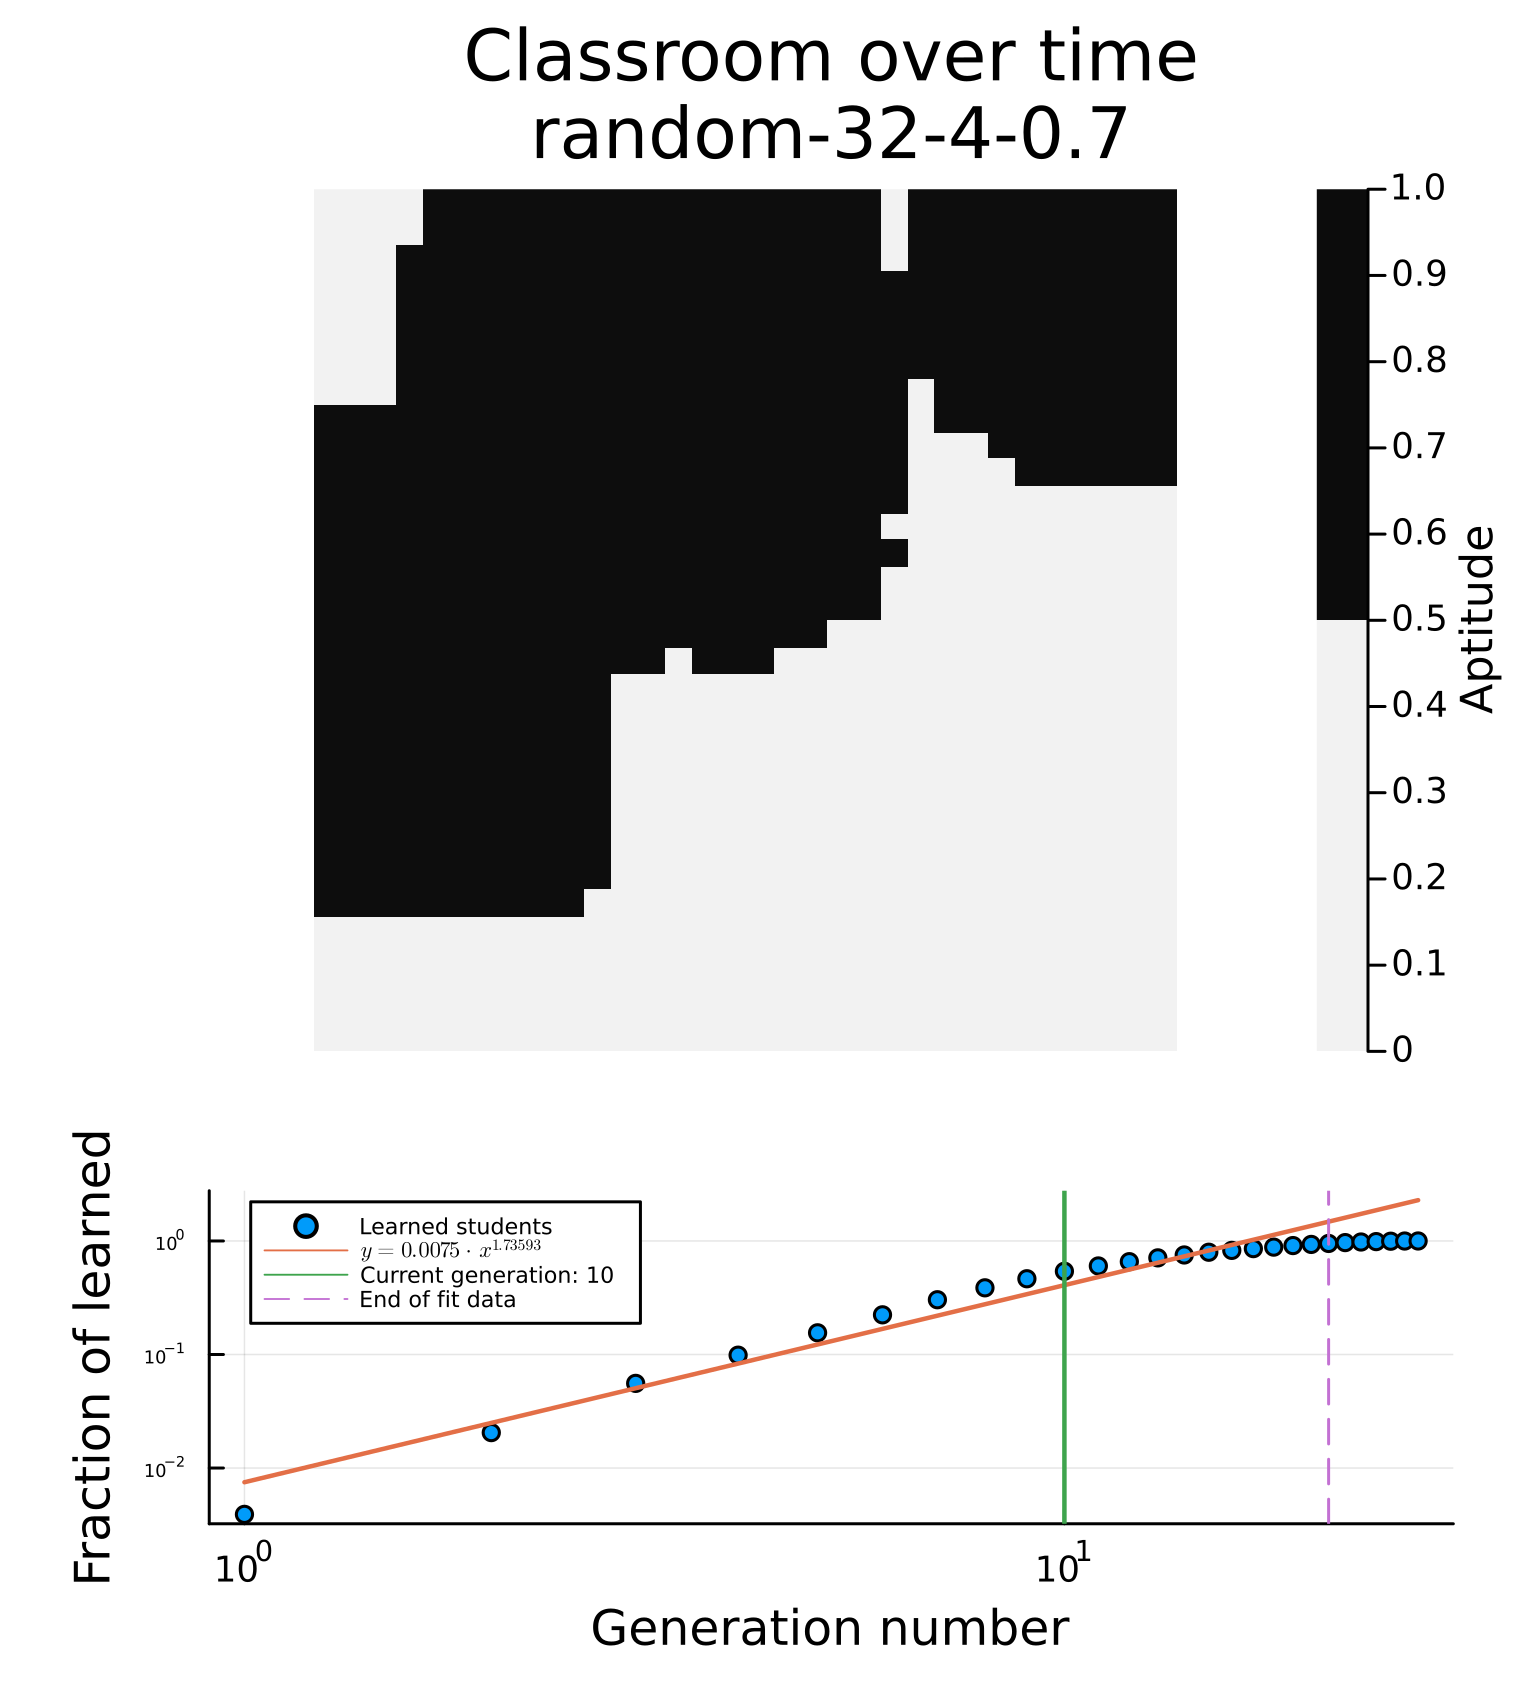 Classroom over time
random-32-4-0.7
1.0
0.9
0.8
0.7
0.6
0.5
0.4
0.3
0.2
0.1
0
Aptitude
Fraction of learned
10^0
10^-1
10^-2
Learned students
y = 0.0075 · x^1.73593
Current generation: 10
End of fit data
10^0
10^1
Generation number